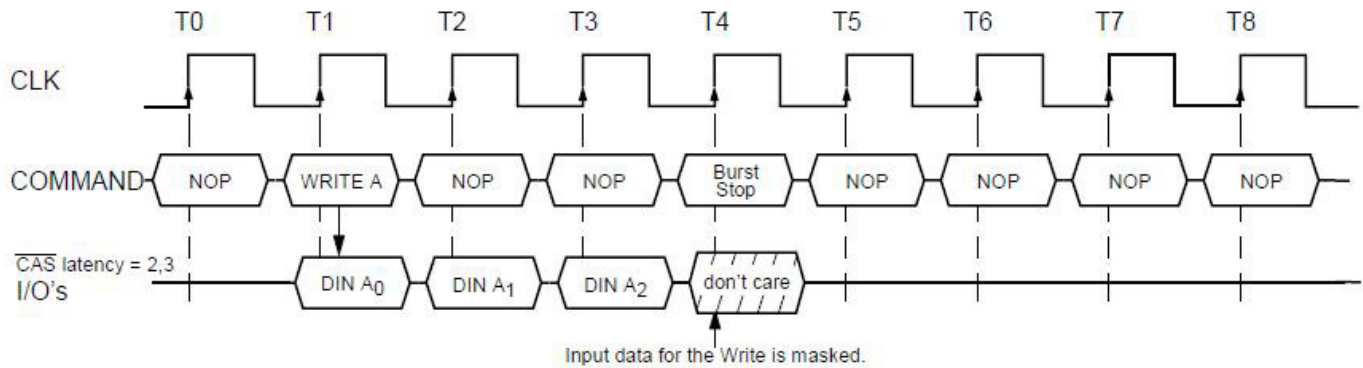 T0 T1 T2 T3 T4 T5 T6 T7 T8
CLK
COMMAND NOP WRITE A NOP NOP Burst Stop NOP NOP NOP NOP
CAS latency = 2,3
I/O's DIN A0 DIN A1 DIN A2 don't care
Input data for the Write is masked.